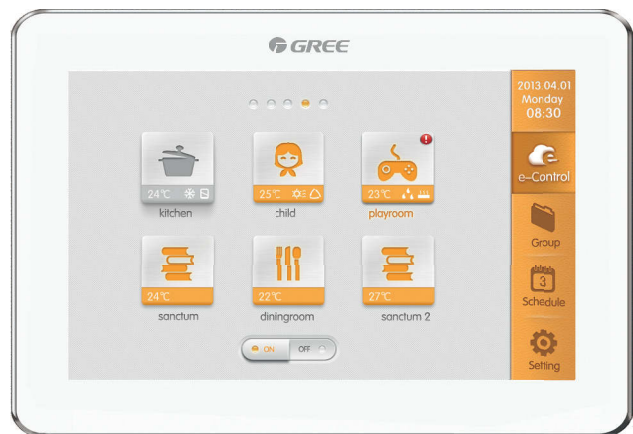 GREE
2013.04.01
Monday
08:30
e-Control
24℃
25℃
23℃
!
kitchen
child
playroom
Group
24℃
22℃
27℃
3
Schedule
sanctum
diningroom
sanctum 2
ON
OFF
Setting